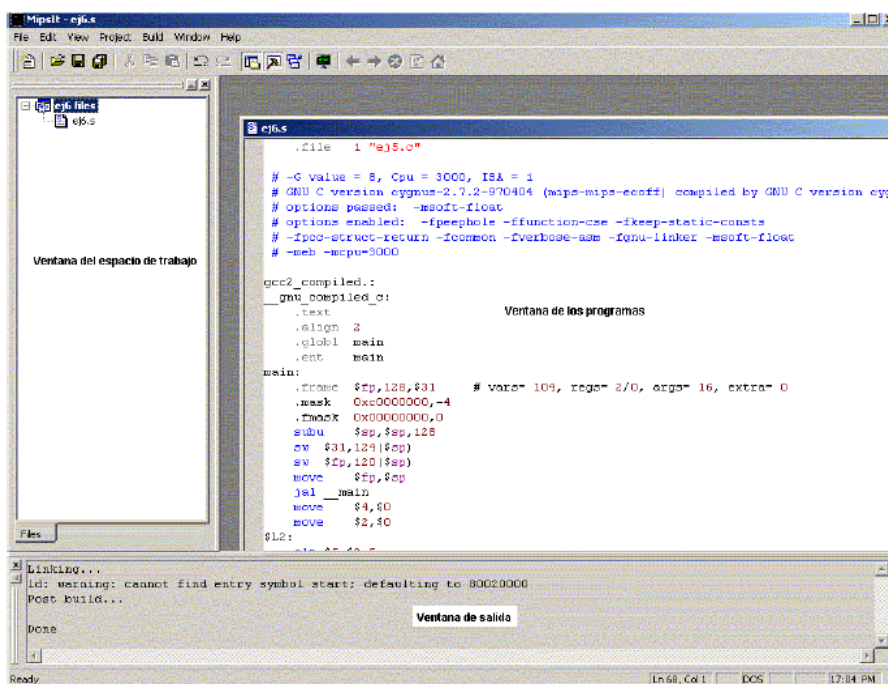 MipsIt - ej6.s
File Edit View Project Build Window Help
ej6 files
ej6.s
Ventana del espacio de trabajo
Files
ej6.s
.file 1 "ej5.c"
# -G value = 8, Cpu = 3000, ISA = 1
# GNU C version cygnus-2.7.2-970404 (mips-mips-ecoff) compiled by GNU C version cyg
# options passed: -msoft-float
# options enabled: -fpeephole -ffunction-cse -fkeep-static-consts
# -fpcc-struct-return -fcommon -fverbose-asm -fgnu-linker -msoft-float
# -meb -mcpu=3000
gcc2_compiled.:
__gnu_compiled_c:
.text
Ventana de los programas
.align 2
.globl main
.ent main
main:
.frame $fp,128,$31 # vars= 104, regs= 2/0, args= 16, extra= 0
.mask 0xc0000000,-4
.fmask 0x00000000,0
subu $sp,$sp,128
sw $31,124($sp)
sw $fp,120($sp)
move $fp,$sp
jal __main
move $4,$0
move $2,$0
$L2:
Linking...
ld: warning: cannot find entry symbol start; defaulting to 80020000
Post build...
Ventana de salida
Done
Ready
Ln 68, Col 1 DOS 17:04 PM